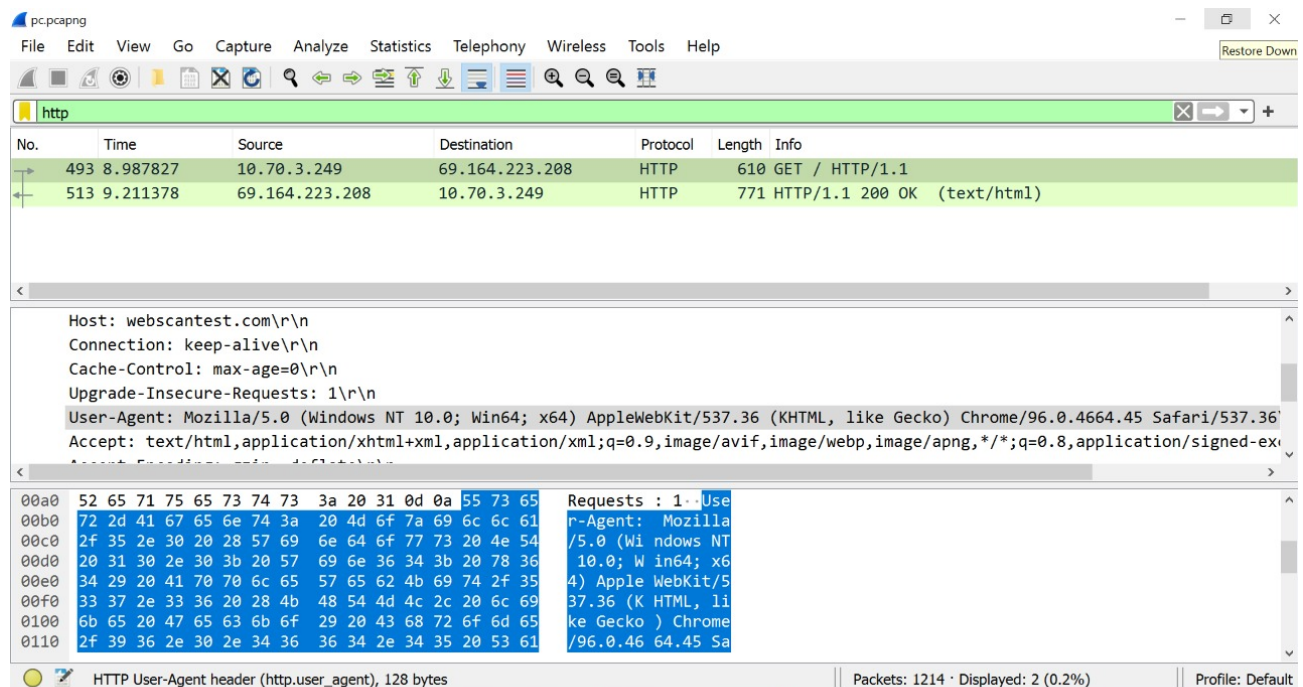 pc.pcapng
File Edit View Go Capture Analyze Statistics Telephony Wireless Tools Help
Restore Down
http
No. Time Source Destination Protocol Length Info
493 8.987827 10.70.3.249 69.164.223.208 HTTP 610 GET / HTTP/1.1
513 9.211378 69.164.223.208 10.70.3.249 HTTP 771 HTTP/1.1 200 OK (text/html)
Host: webscantest.com\r\n
Connection: keep-alive\r\n
Cache-Control: max-age=0\r\n
Upgrade-Insecure-Requests: 1\r\n
User-Agent: Mozilla/5.0 (Windows NT 10.0; Win64; x64) AppleWebKit/537.36 (KHTML, like Gecko) Chrome/96.0.4664.45 Safari/537.36
Accept: text/html,application/xhtml+xml,application/xml;q=0.9,image/avif,image/webp,image/apng,*/*;q=0.8,application/signed-ex
00a0 52 65 71 75 65 73 74 73 3a 20 31 0d 0a 55 73 65 Requests : 1··Use
00b0 72 2d 41 67 65 6e 74 3a 20 4d 6f 7a 69 6c 6c 61 r-Agent: Mozilla
00c0 2f 35 2e 30 20 28 57 69 6e 64 6f 77 73 20 4e 54 /5.0 (Wi ndows NT
00d0 20 31 30 2e 30 3b 20 57 69 6e 36 34 3b 20 78 36 10.0; W in64; x6
00e0 34 29 20 41 70 70 6c 65 57 65 62 4b 69 74 2f 35 4) Apple WebKit/5
00f0 33 37 2e 33 36 20 28 4b 48 54 4d 4c 2c 20 6c 69 37.36 (K HTML, li
0100 6b 65 20 47 65 63 6b 6f 29 20 43 68 72 6f 6d 65 ke Gecko ) Chrome
0110 2f 39 36 2e 30 2e 34 36 36 34 2e 34 35 20 53 61 /96.0.46 64.45 Sa
HTTP User-Agent header (http.user_agent), 128 bytes Packets: 1214 · Displayed: 2 (0.2%) Profile: Default